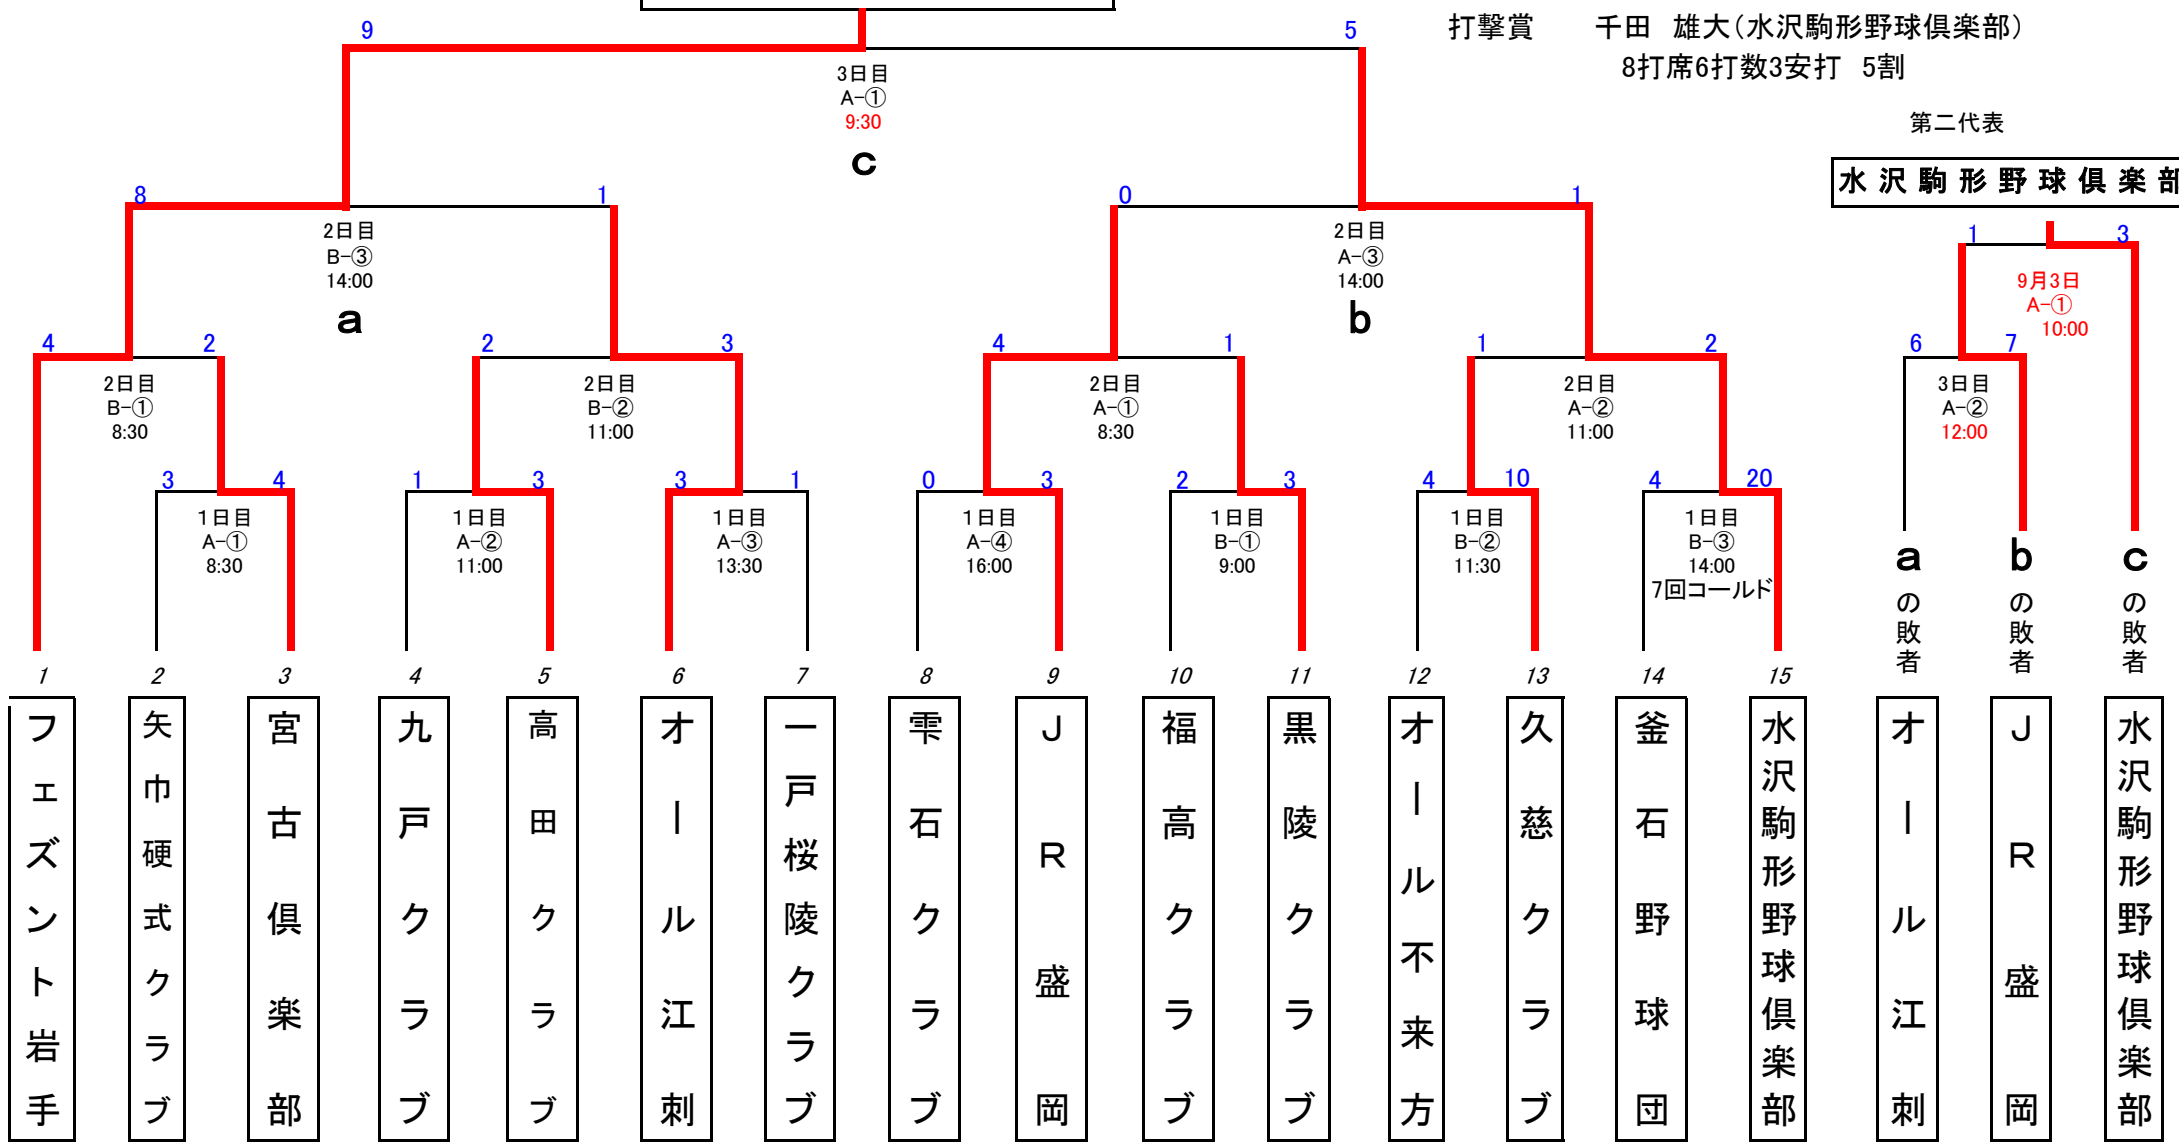 打撃賞 千田 雄大(水沢駒形野球倶楽部)
8打席6打数3安打 5割
9
5
3日目
A-①
9:30
c
第二代表
水沢駒形野球倶楽部
8
1
0
1
2日目
B-③
14:00
a
2日目
A-③
14:00
b
1
3
9月3日
A-①
10:00
4
2
2
3
4
1
1
2
6
7
2日目
B-①
8:30
2日目
B-②
11:00
2日目
A-①
8:30
2日目
A-②
11:00
3日目
A-②
12:00
3
4
1
3
3
1
0
3
2
3
4
10
4
20
1日目
A-①
8:30
1日目
A-②
11:00
1日目
A-③
13:30
1日目
A-④
16:00
1日目
B-①
9:00
1日目
B-②
11:30
1日目
B-③
14:00
7回コールド
aの敗者
bの敗者
cの敗者
1
2
3
4
5
6
7
8
9
10
11
12
13
14
15
フェズント岩手
矢巾硬式クラブ
宮古倶楽部
九戸クラブ
高田クラブ
オール江刺
一戸桜陵クラブ
雫石クラブ
JR盛岡
福高クラブ
黒陵クラブ
オール不来方
久慈クラブ
釜石野球団
水沢駒形野球倶楽部
オール江刺
JR盛岡
水沢駒形野球倶楽部